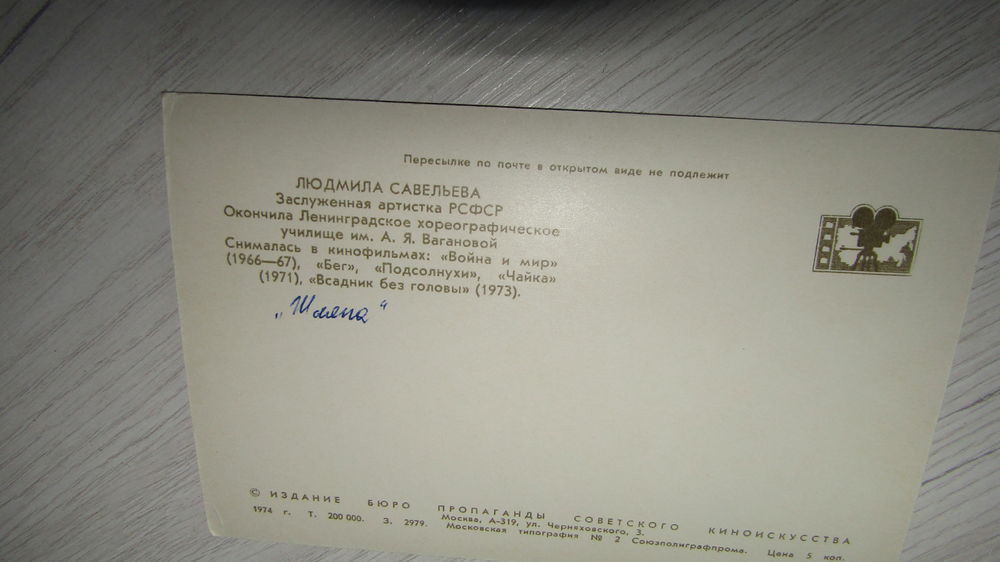 Пересылке по почте в открытом виде не подлежит
ЛЮДМИЛА САВЕЛЬЕВА
Заслуженная артистка РСФСР
Окончила Ленинградское хореографическое
училище им. А. Я. Вагановой
Снималась в кинофильмах: «Война и мир»
(1966—67), «Бег», «Подсолнухи», «Чайка»
(1971), «Всадник без головы» (1973).
„Шляпа“
© ИЗДАНИЕ БЮРО ПРОПАГАНДЫ СОВЕТСКОГО КИНОИСКУССТВА
Москва, А-319, ул. Черняховского, 3.
1974 г. Т. 200 000. З. 2979. Московская типография № 2 Союзполиграфпрома. Цена 5 коп.